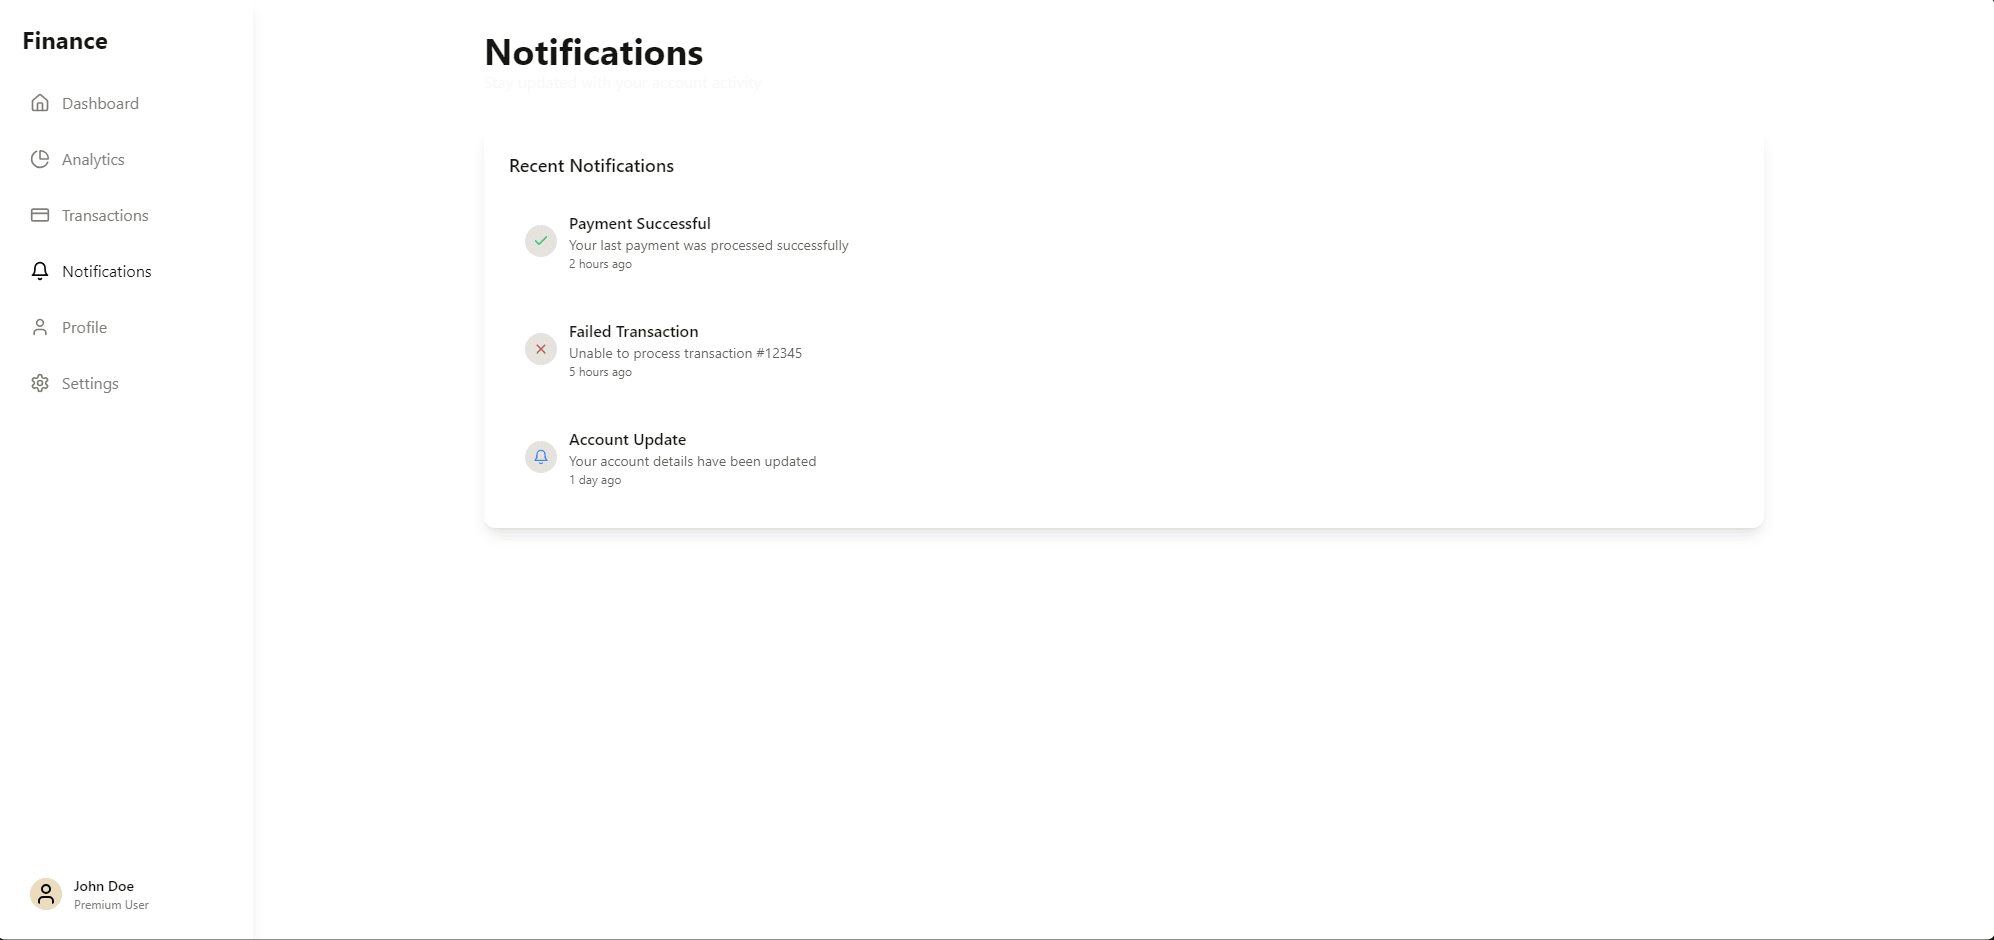 Finance
Dashboard
Analytics
Transactions
Notifications
Profile
Settings
John Doe
Premium User
Notifications
Stay updated with your account activity
Recent Notifications
Payment Successful
Your last payment was processed successfully
2 hours ago
Failed Transaction
Unable to process transaction #12345
5 hours ago
Account Update
Your account details have been updated
1 day ago